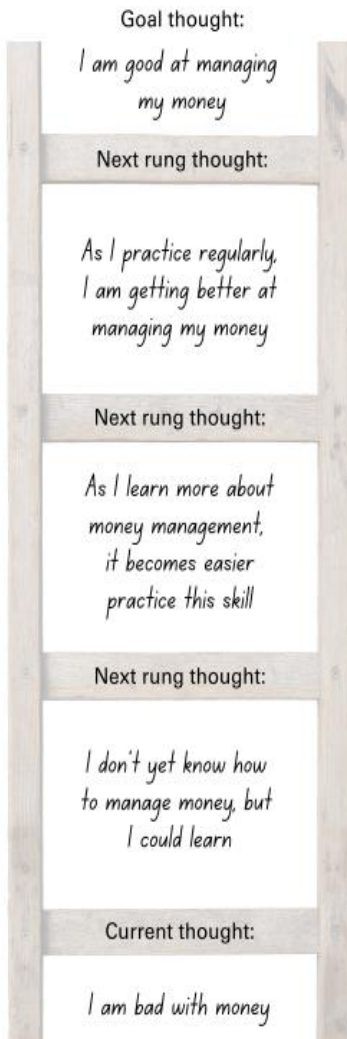 Goal thought:
I am good at managing
my money
Next rung thought:
As I practice regularly,
I am getting better at
managing my money
Next rung thought:
As I learn more about
money management,
it becomes easier
practice this skill
Next rung thought:
I don't yet know how
to manage money, but
I could learn
Current thought:
I am bad with money